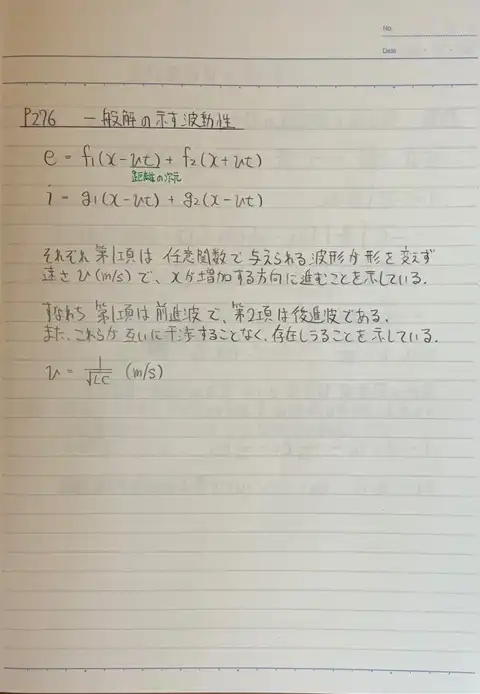 No.
Date
P276 一般解の示す波動性
e = f1(x-vt) + f2(x+vt)
距離の次元
i = g1(x-vt) + g2(x-vt)
それぞれ第1項は任意関数で与えられる波形が形を変えず
速さv(m/s)で、xが増加する方向に進むことを示している.
すなわち第1項は前進波で、第2項は後進波である.
また、これらが互いに干渉することなく、存在しうることを示している.
v = 1/√LC (m/s)